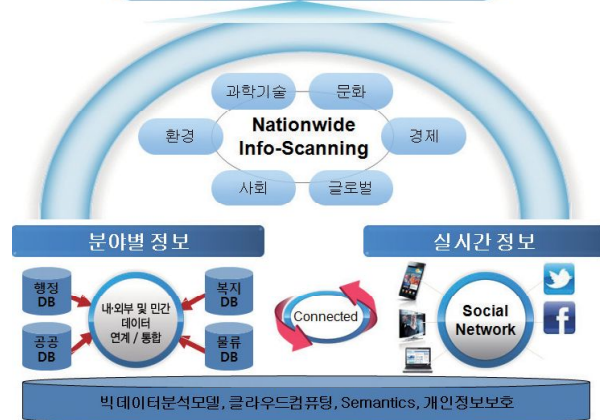 과학기술
문화
환경
Nationwide
Info-Scanning
경제
사회
글로벌
분야별 정보
실시간 정보
행정
DB
복지
DB
내·외부 및 민간
데이터
연계 / 통합
공공
DB
물류
DB
Connected
Social
Network
f
빅데이터분석모델, 클라우드컴퓨팅, Semantics, 개인정보보호